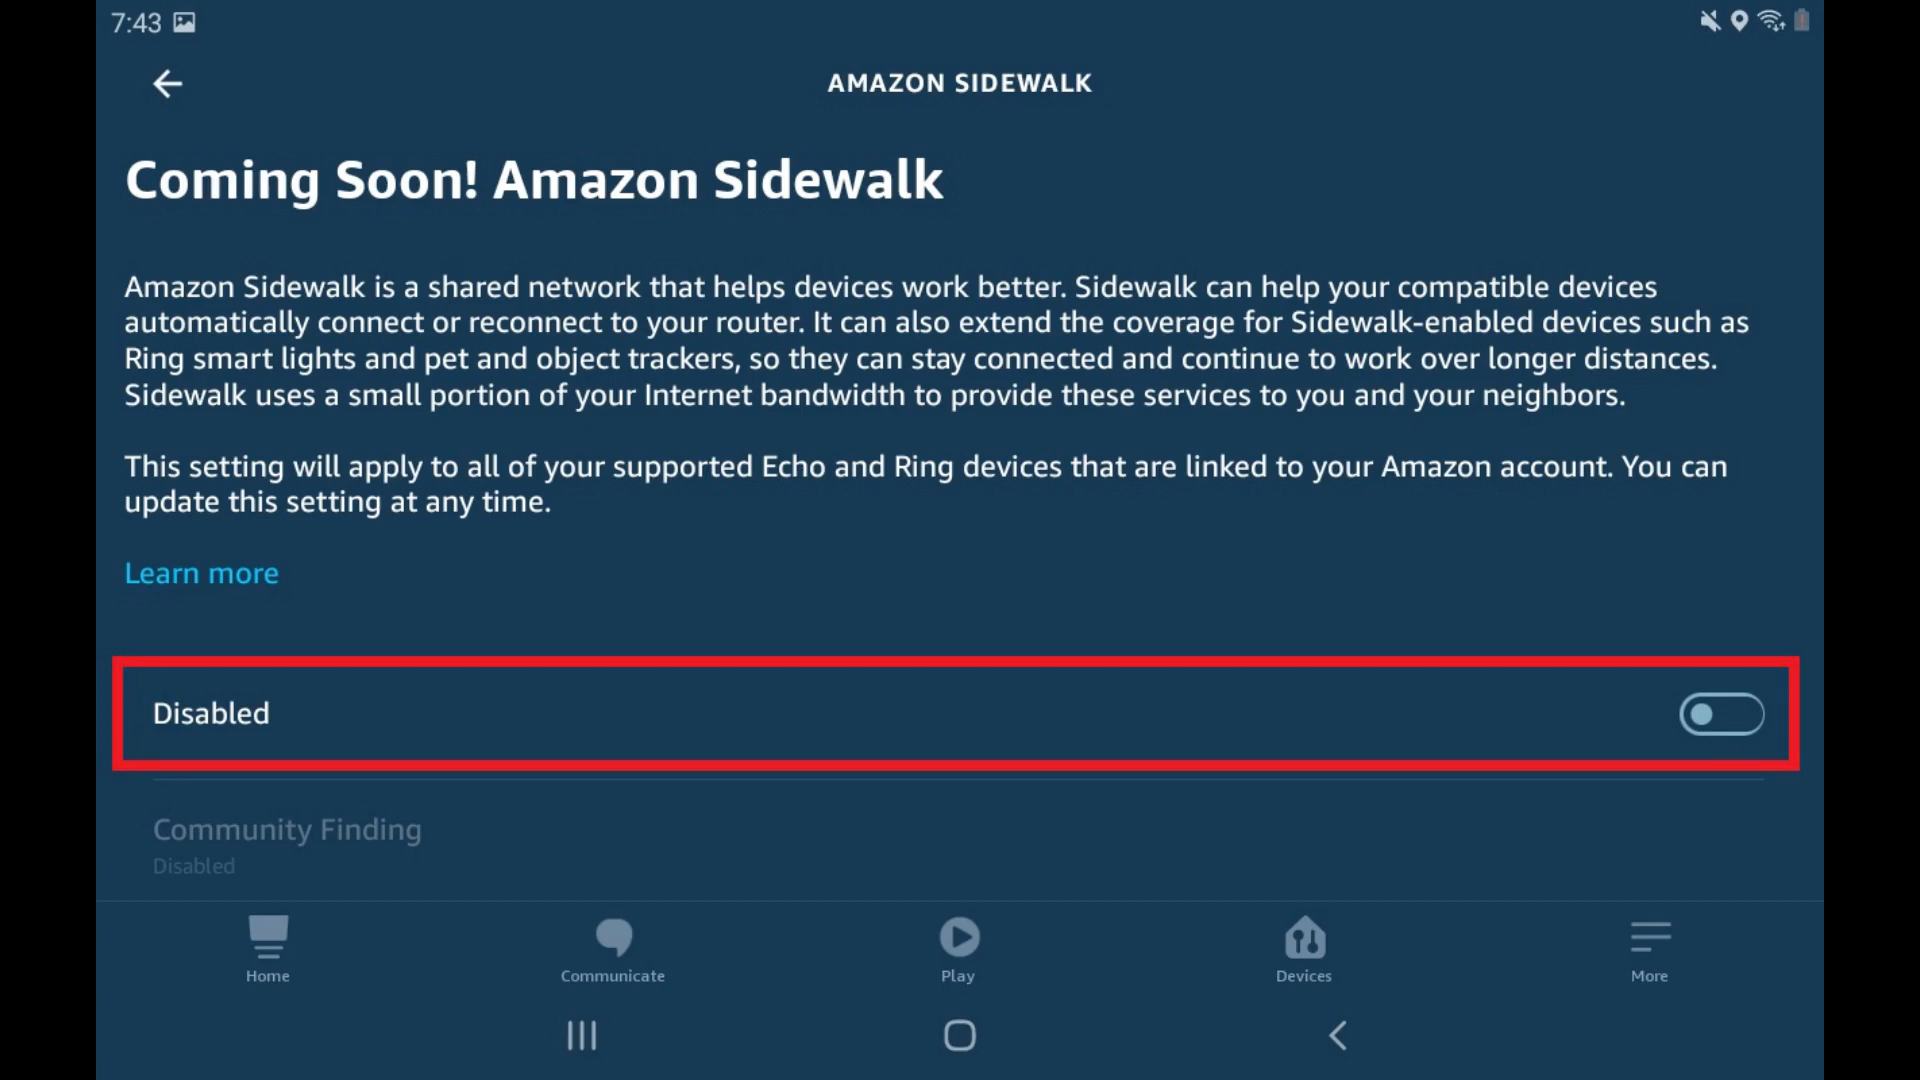 7:43
AMAZON SIDEWALK
Coming Soon! Amazon Sidewalk
Amazon Sidewalk is a shared network that helps devices work better. Sidewalk can help your compatible devices
automatically connect or reconnect to your router. It can also extend the coverage for Sidewalk-enabled devices such as
Ring smart lights and pet and object trackers, so they can stay connected and continue to work over longer distances.
Sidewalk uses a small portion of your Internet bandwidth to provide these services to you and your neighbors.
This setting will apply to all of your supported Echo and Ring devices that are linked to your Amazon account. You can
update this setting at any time.
Learn more
Disabled
Community Finding
Disabled
Home Communicate Play Devices More